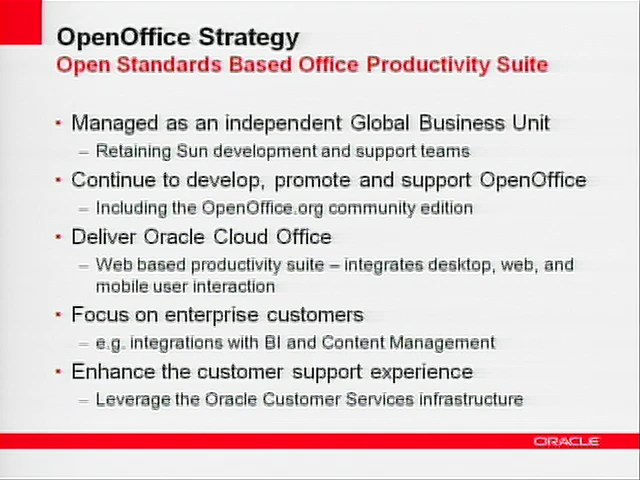 OpenOffice Strategy
Open Standards Based Office Productivity Suite
• Managed as an independent Global Business Unit
– Retaining Sun development and support teams
• Continue to develop, promote and support OpenOffice
– Including the OpenOffice.org community edition
• Deliver Oracle Cloud Office
– Web based productivity suite – integrates desktop, web, and
mobile user interaction
• Focus on enterprise customers
– e.g. integrations with BI and Content Management
• Enhance the customer support experience
– Leverage the Oracle Customer Services infrastructure
ORACLE